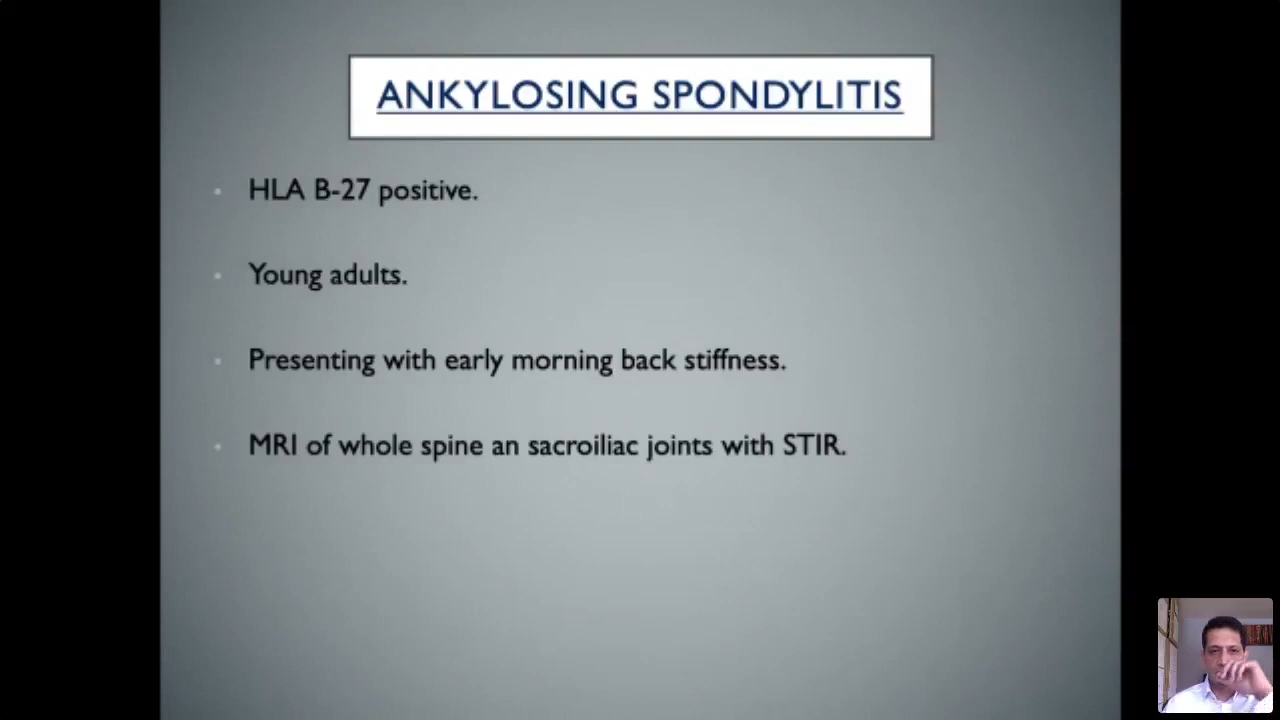 ANKYLOSING SPONDYLITIS
HLA B-27 positive.
Young adults.
Presenting with early morning back stiffness.
MRI of whole spine an sacroiliac joints with STIR.